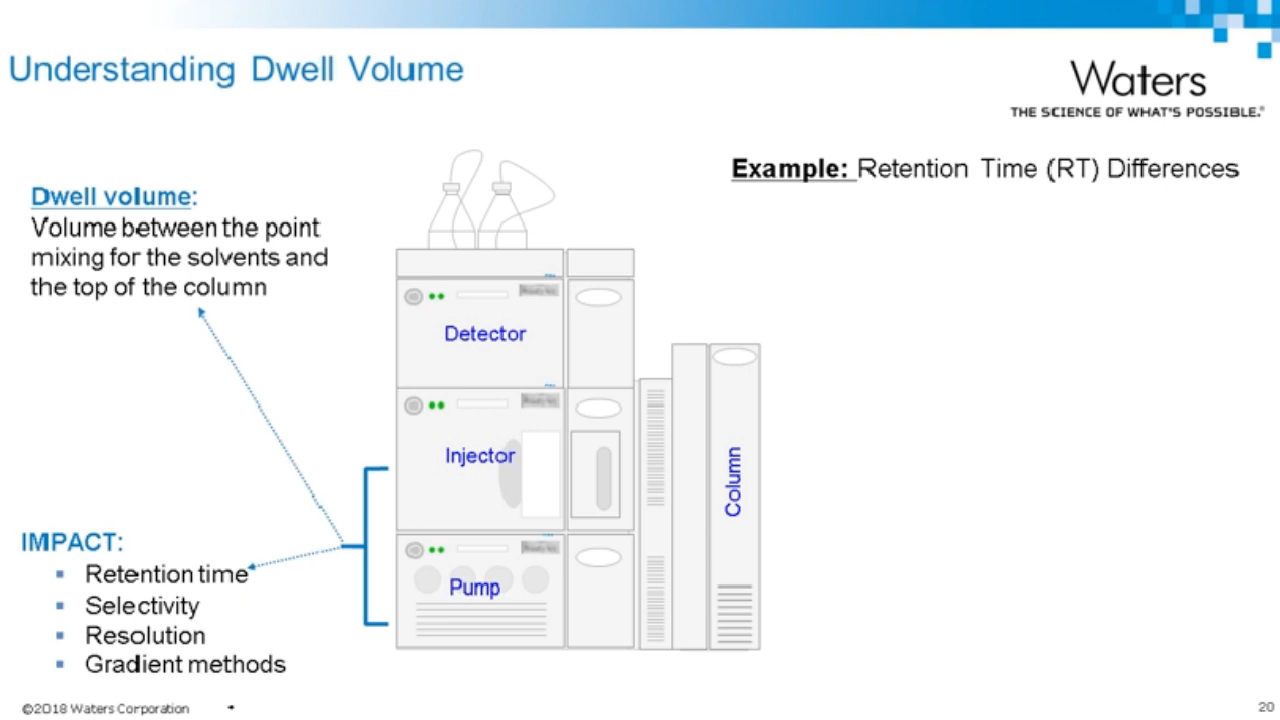 Understanding Dwell Volume
Waters
THE SCIENCE OF WHAT'S POSSIBLE.®
Example: Retention Time (RT) Differences
Dwell volume:
Volume between the point
mixing for the solvents and
the top of the column
Detector
Injector
Column
Pump
IMPACT:
▪ Retention time
▪ Selectivity
▪ Resolution
▪ Gradient methods
©2018 Waters Corporation
20